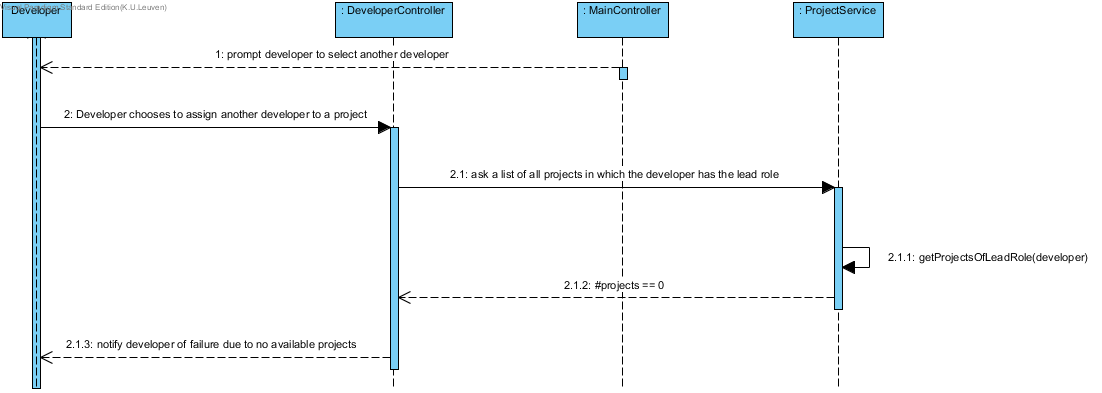 Standard Edition(K.U.Leuven)
Developer
: DeveloperController
: MainController
: ProjectService
1: prompt developer to select another developer
2: Developer chooses to assign another developer to a project
2.1: ask a list of all projects in which the developer has the lead role
2.1.1: getProjectsOfLeadRole(developer)
2.1.2: #projects == 0
2.1.3: notify developer of failure due to no available projects